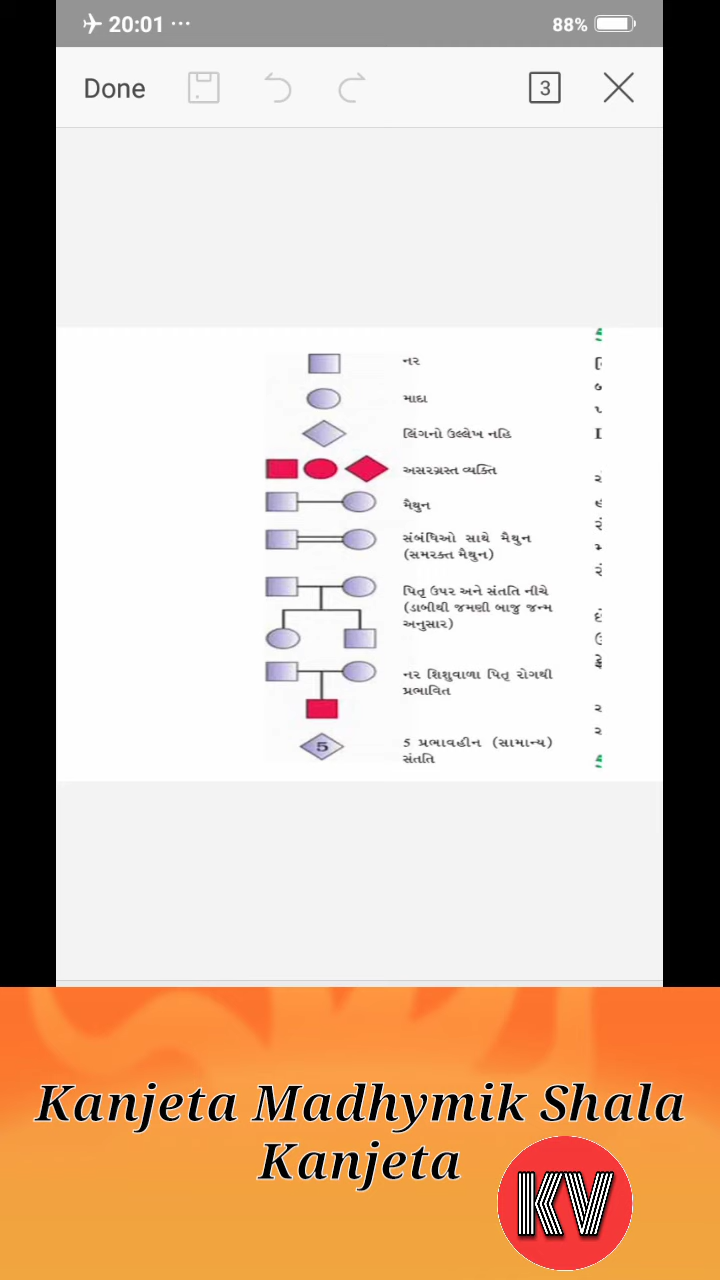 20:01 ...
88%
Done
3
નર
માદા
લિંગનો ઉલ્લેખ નહિ
અસરગ્રસ્ત વ્યક્તિ
મૈથુન
સંબંધિઓ સાથે મૈથુન
(સમરક્ત મૈથુન)
પિતૃ ઉપર અને સંતતિ નીચે
(ડાબીથી જમણી બાજુ જન્મ
અનુસાર)
નર શિશુવાળા પિતૃ રોગથી
પ્રભાવિત
5
5 પ્રભાવહીન (સામાન્ય)
સંતતિ
Kanjeta Madhymik Shala
Kanjeta
KV